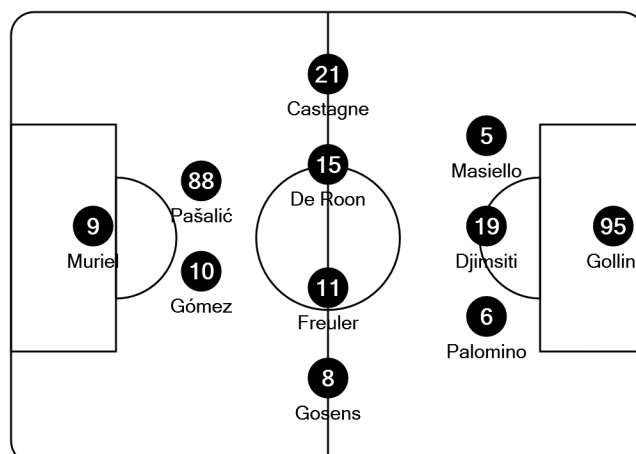 21
Castagne
5
Masiello
15
De Roon
88
Pašalić
9
Muriel
19
Djimsiti
95
Gollin
10
Gómez
11
Freuler
6
Palomino
8
Gosens